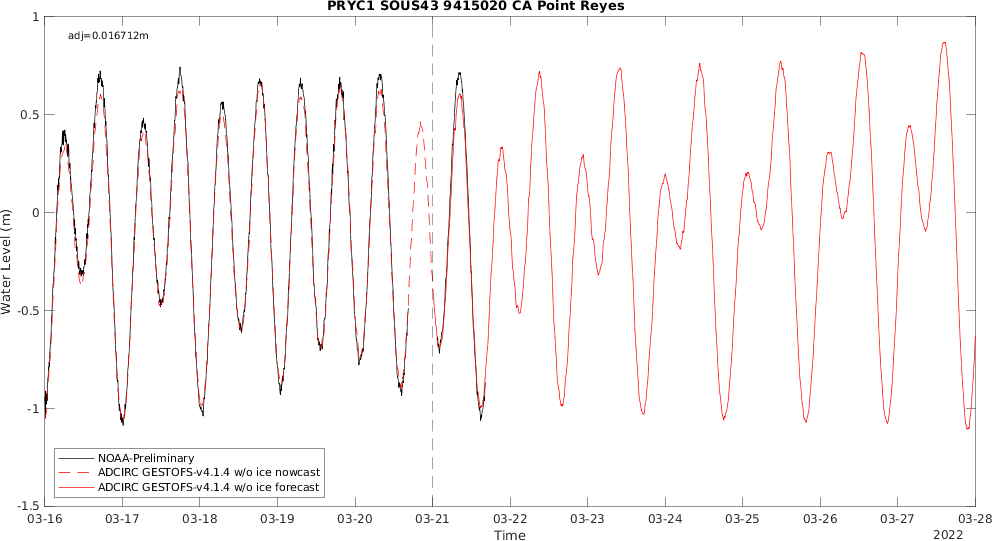 PRYC1 SOUS43 9415020 CA Point Reyes
adj=0.016712m
1
0.5
0
-0.5
-1
-1.5
Water Level (m)
NOAA-Preliminary
ADCIRC GESTOFS-v4.1.4 w/o ice nowcast
ADCIRC GESTOFS-v4.1.4 w/o ice forecast
03-16 03-17 03-18 03-19 03-20 03-21 03-22 03-23 03-24 03-25 03-26 03-27 03-28
Time
2022